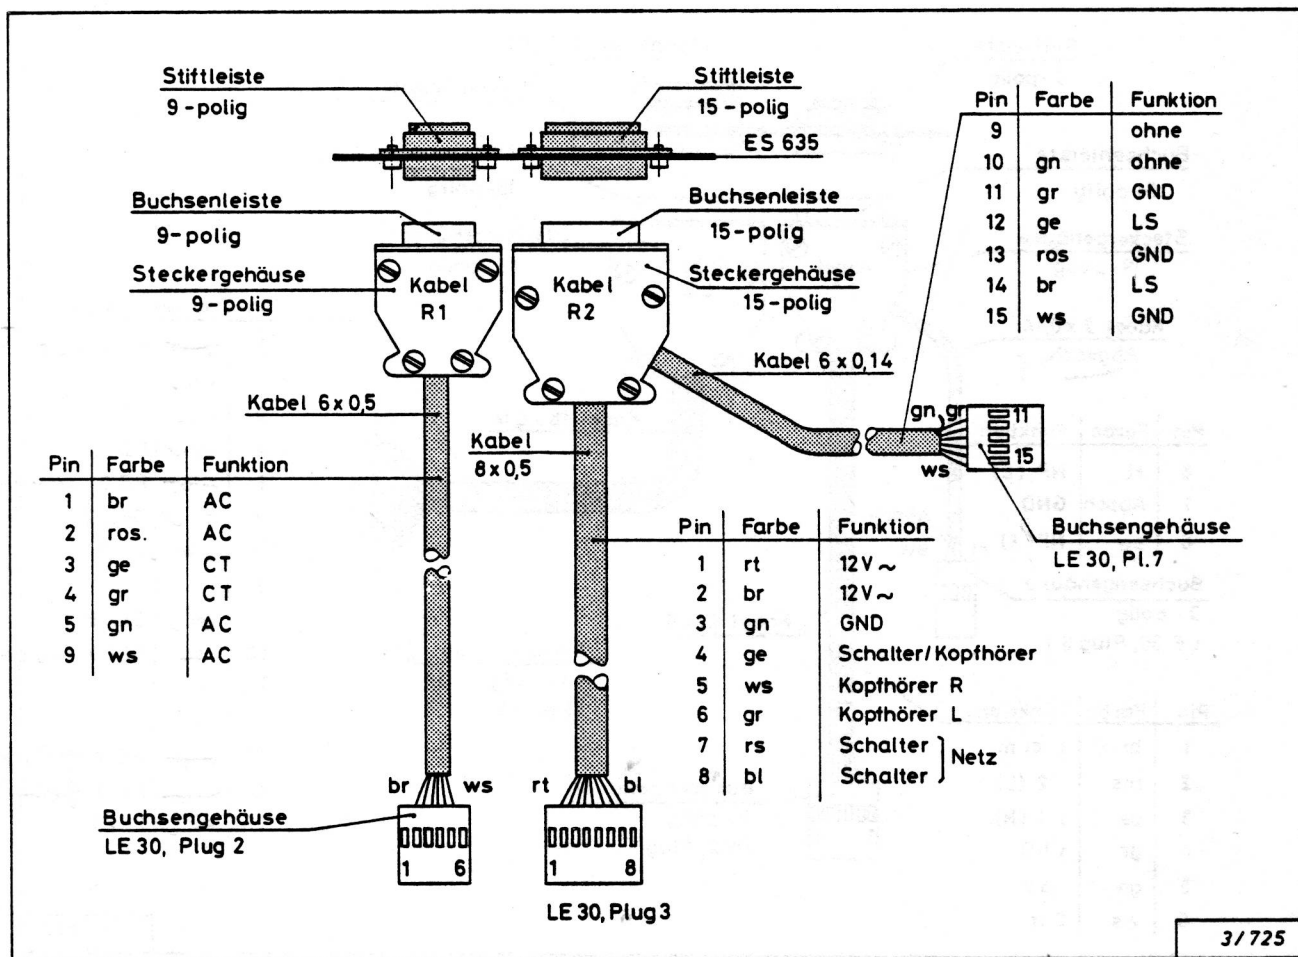 Stiftleiste
9-polig
Stiftleiste
15-polig
ES 635
Buchsenleiste
9-polig
Buchsenleiste
15-polig
Steckergehäuse
9-polig
Steckergehäuse
15-polig
Kabel
R1
Kabel
R2
Kabel 6x0,5
Kabel
8x0,5
Kabel 6x0,14
Pin Farbe Funktion
9 ohne
10 gn ohne
11 gr GND
12 ge LS
13 ros GND
14 br LS
15 ws GND
gn gr
ws
11
15
Buchsengehäuse
LE 30, Pl.7
Pin Farbe Funktion
1 br AC
2 ros. AC
3 ge CT
4 gr CT
5 gn AC
9 ws AC
Pin Farbe Funktion
1 rt 12V~
2 br 12V~
3 gn GND
4 ge Schalter/Kopfhörer
5 ws Kopfhörer R
6 gr Kopfhörer L
7 rs Schalter
8 bl Schalter
Netz
br ws
rt bl
Buchsengehäuse
LE 30, Plug 2
1 6
1 8
LE 30, Plug 3
3/725